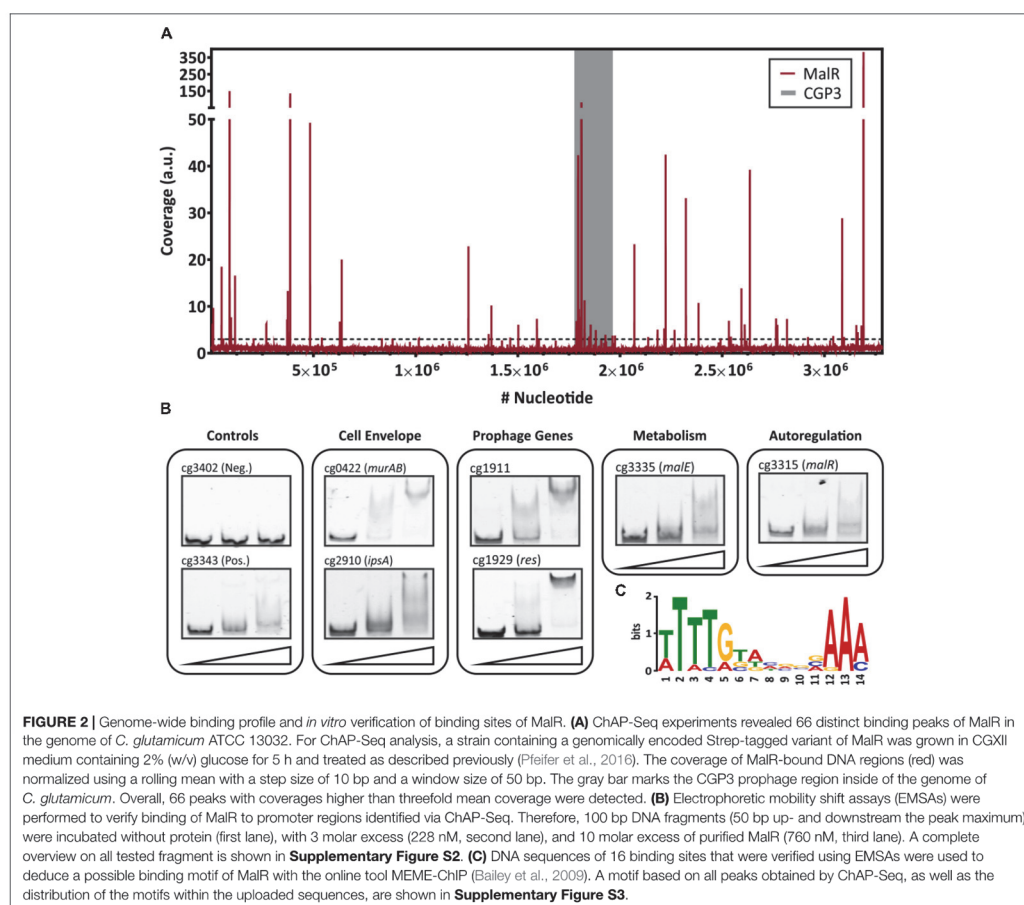 A
350
250
150
50
40
30
20
10
0
Coverage (a.u.)
MalR
CGP3
5×10⁵
1×10⁶
1.5×10⁶
2×10⁶
2.5×10⁶
3×10⁶
# Nucleotide
B
Controls
cg3402 (Neg.)
cg3343 (Pos.)
Cell Envelope
cg0422 (murAB)
cg2910 (ipsA)
Prophage Genes
cg1911
cg1929 (res)
Metabolism
cg3335 (malE)
Autoregulation
cg3315 (malR)
C
2
1
0
bits
1 2 3 4 5 6 7 8 9 10 11 12 13 14
FIGURE 2 | Genome-wide binding profile and in vitro verification of binding sites of MalR. (A) ChAP-Seq experiments revealed 66 distinct binding peaks of MalR in
the genome of C. glutamicum ATCC 13032. For ChAP-Seq analysis, a strain containing a genomically encoded Strep-tagged variant of MalR was grown in CGXII
medium containing 2% (w/v) glucose for 5 h and treated as described previously (Pfeifer et al., 2016). The coverage of MalR-bound DNA regions (red) was
normalized using a rolling mean with a step size of 10 bp and a window size of 50 bp. The gray bar marks the CGP3 prophage region inside of the genome of
C. glutamicum. Overall, 66 peaks with coverages higher than threefold mean coverage were detected. (B) Electrophoretic mobility shift assays (EMSAs) were
performed to verify binding of MalR to promoter regions identified via ChAP-Seq. Therefore, 100 bp DNA fragments (50 bp up- and downstream the peak maximum)
were incubated without protein (first lane), with 3 molar excess (228 nM, second lane), and 10 molar excess of purified MalR (760 nM, third lane). A complete
overview on all tested fragment is shown in Supplementary Figure S2. (C) DNA sequences of 16 binding sites that were verified using EMSAs were used to
deduce a possible binding motif of MalR with the online tool MEME-ChIP (Bailey et al., 2009). A motif based on all peaks obtained by ChAP-Seq, as well as the
distribution of the motifs within the uploaded sequences, are shown in Supplementary Figure S3.